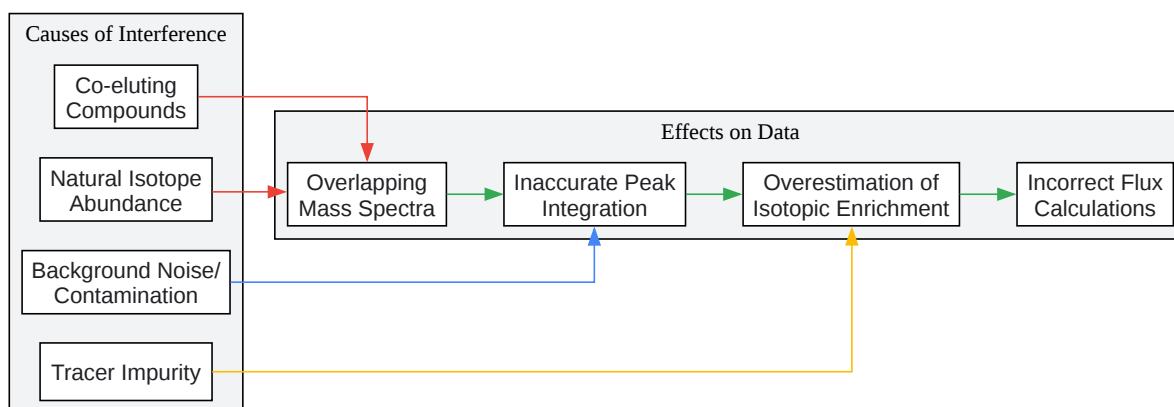 Causes of Interference
Co-eluting
Compounds
Natural Isotope
Abundance
Background Noise/
Contamination
Tracer Impurity
Effects on Data
Overlapping
Mass Spectra
Inaccurate Peak
Integration
Overestimation of
Isotopic Enrichment
Incorrect Flux
Calculations